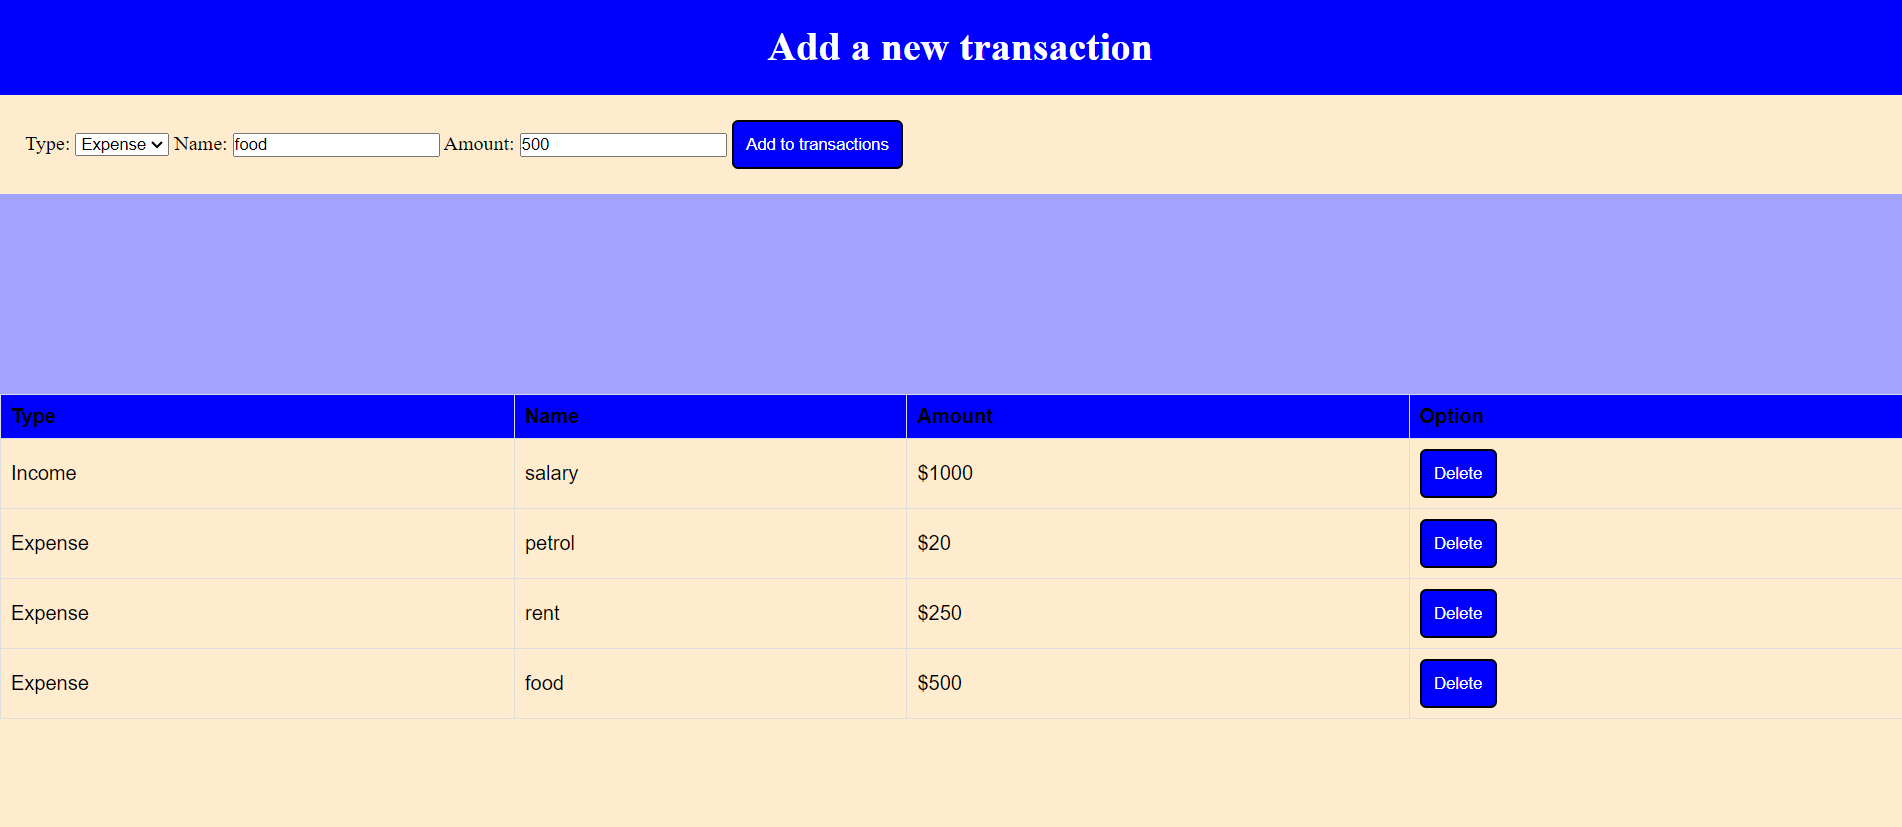 Add a new transaction
Type: Expense Name: food Amount: 500 Add to transactions
Type Name Amount Option
Income salary $1000 Delete
Expense petrol $20 Delete
Expense rent $250 Delete
Expense food $500 Delete